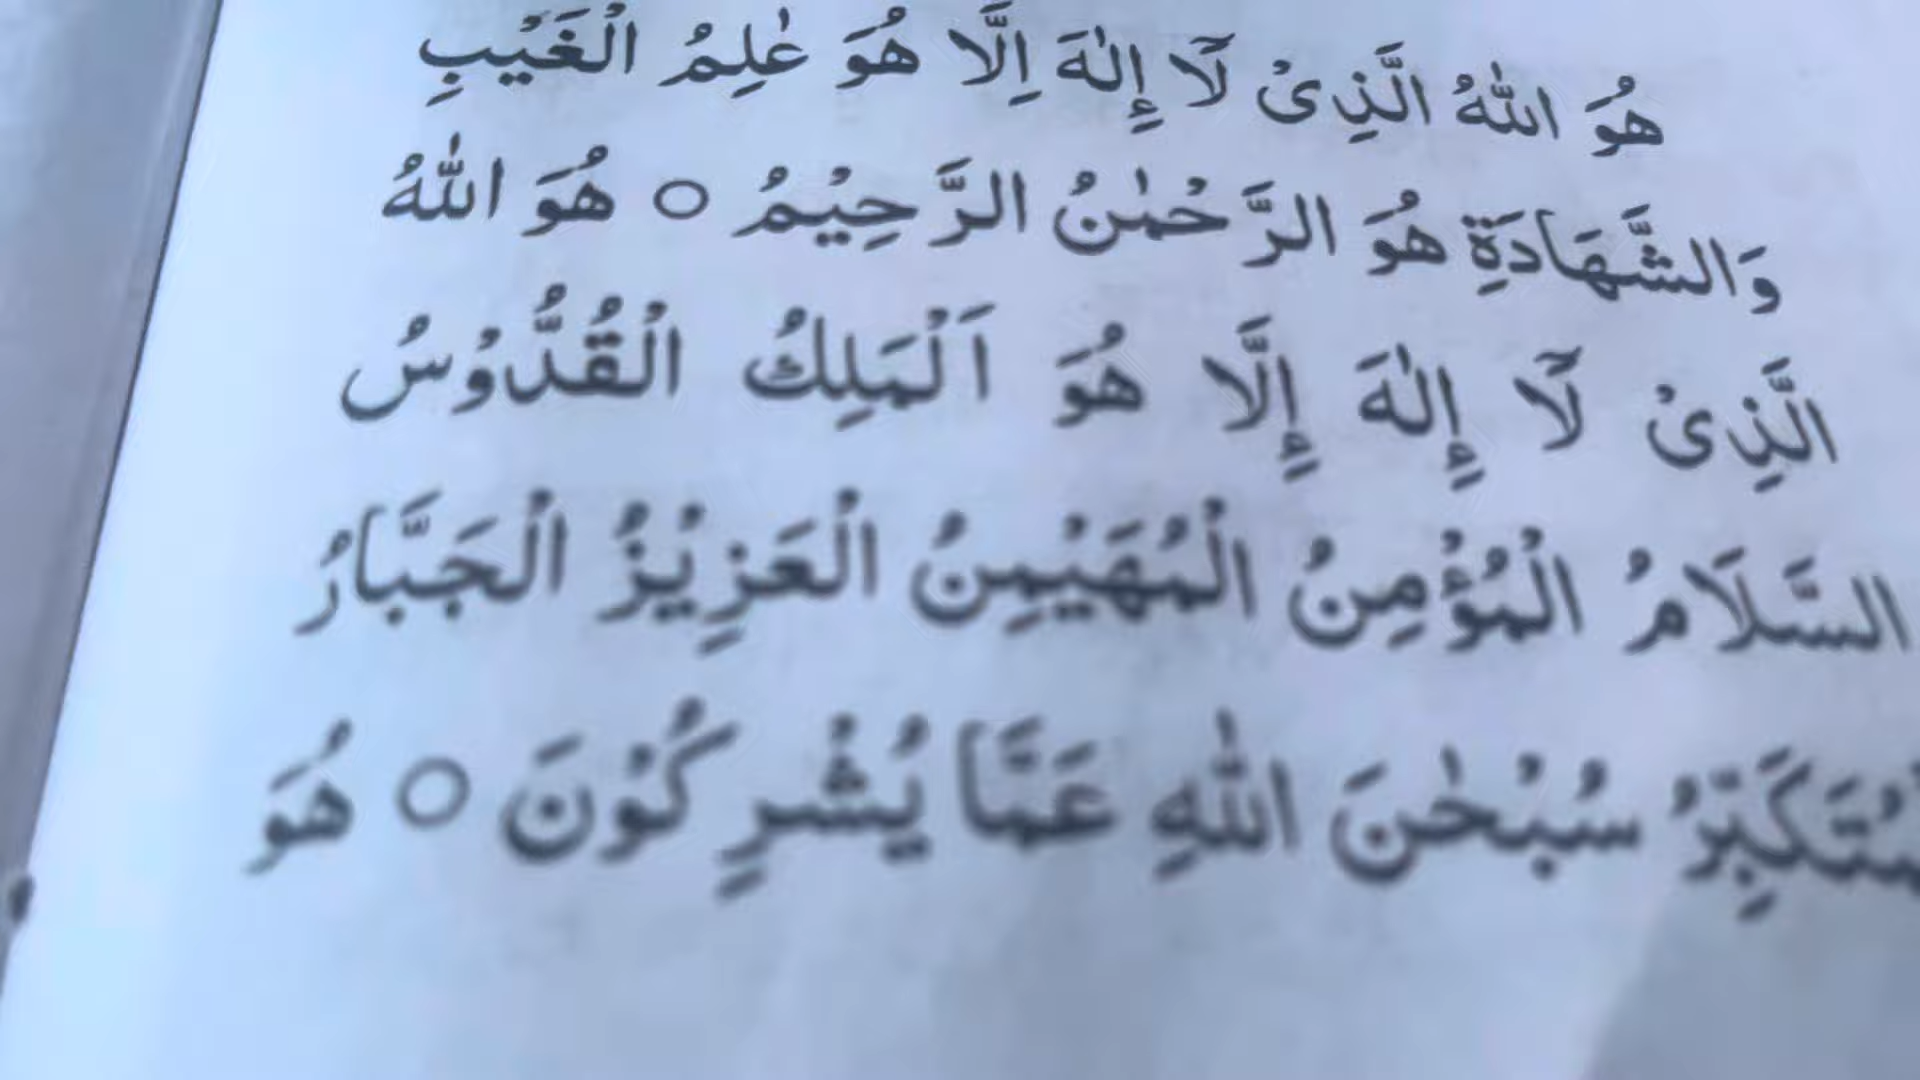 هُوَ اللّٰهُ الَّذِىْ لَآ إِلٰهَ اِلَّا هُوَ عٰلِمُ الْغَيْبِ
وَالشَّهَادَةِ هُوَ الرَّحْمٰنُ الرَّحِيْمُ ○ هُوَ اللّٰهُ
الَّذِىْ لَآ إِلٰهَ إِلَّا هُوَ اَلْمَلِكُ الْقُدُّوْسُ
السَّلَامُ الْمُؤْمِنُ الْمُهَيْمِنُ الْعَزِيْزُ الْجَبَّارُ
سُبْحٰنَ اللّٰهِ عَمَّا يُشْرِكُوْنَ ○ هُوَ